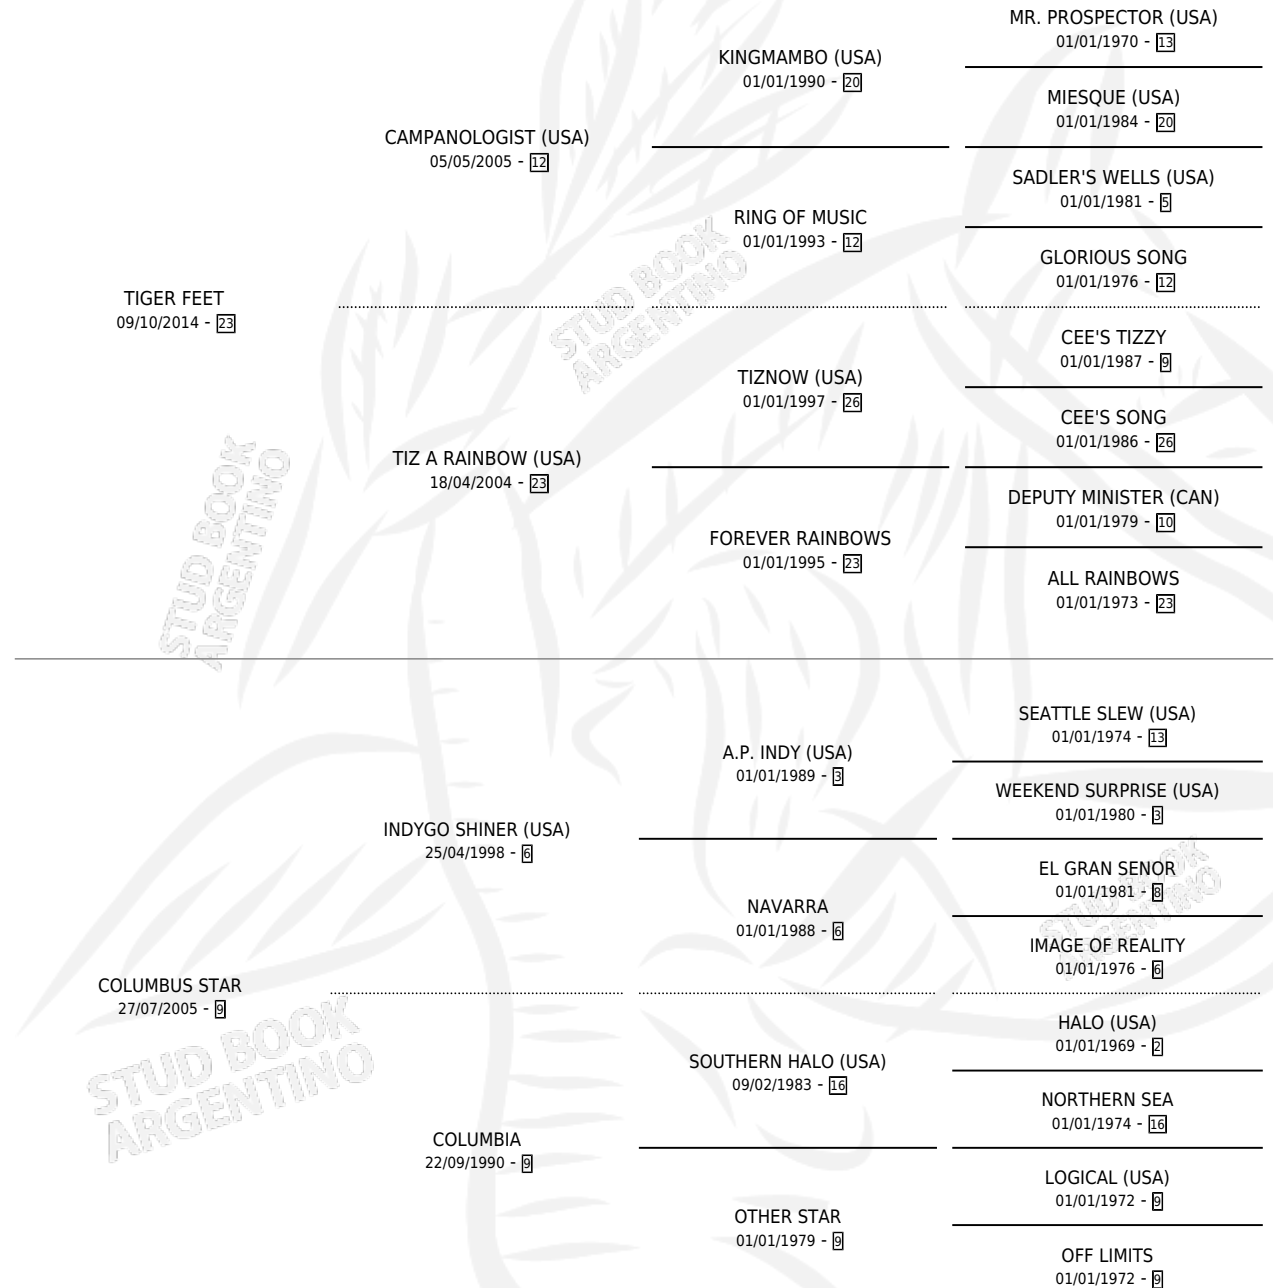 MR. PROSPECTOR (USA)
01/01/1970 - 13
KINGMAMBO (USA)
01/01/1990 - 20
MIESQUE (USA)
01/01/1984 - 20
CAMPANOLOGIST (USA)
05/05/2005 - 12
SADLER'S WELLS (USA)
01/01/1981 - 5
RING OF MUSIC
01/01/1993 - 12
GLORIOUS SONG
01/01/1976 - 12
TIGER FEET
09/10/2014 - 23
STUD BOOK
ARGENTINO
CEE'S TIZZY
01/01/1987 - 9
TIZNOW (USA)
01/01/1997 - 26
CEE'S SONG
01/01/1986 - 26
TIZ A RAINBOW (USA)
18/04/2004 - 23
DEPUTY MINISTER (CAN)
01/01/1979 - 10
FOREVER RAINBOWS
01/01/1995 - 23
ALL RAINBOWS
01/01/1973 - 23
STUD BOOK
ARGENTINO
SEATTLE SLEW (USA)
01/01/1974 - 13
A.P. INDY (USA)
01/01/1989 - 3
WEEKEND SURPRISE (USA)
01/01/1980 - 3
INDYGO SHINER (USA)
25/04/1998 - 6
EL GRAN SENOR
01/01/1981 - 8
NAVARRA
01/01/1988 - 6
STUD BOOK
ARGENTINO
IMAGE OF REALITY
01/01/1976 - 6
COLUMBUS STAR
27/07/2005 - 9
HALO (USA)
01/01/1969 - 2
SOUTHERN HALO (USA)
09/02/1983 - 16
NORTHERN SEA
01/01/1974 - 16
STUD BOOK
ARGENTINO
COLUMBIA
22/09/1990 - 9
LOGICAL (USA)
01/01/1972 - 9
OTHER STAR
01/01/1979 - 9
OFF LIMITS
01/01/1972 - 9